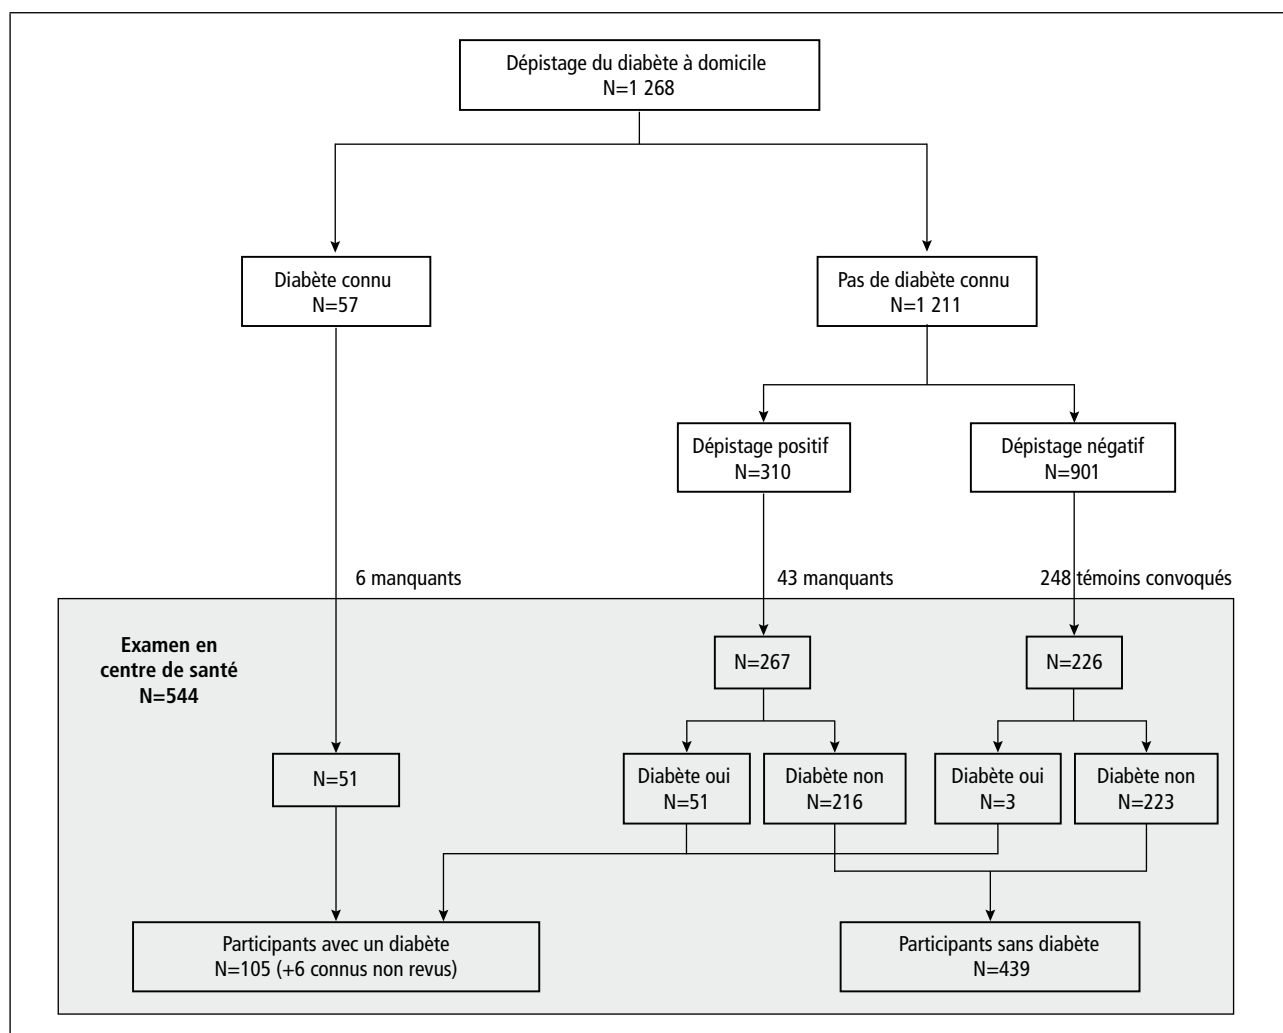 Dépistage du diabète à domicile
N=1 268
Diabète connu
N=57
Pas de diabète connu
N=1 211
Dépistage positif
N=310
Dépistage négatif
N=901
6 manquants
43 manquants
248 témoins convoqués
Examen en
centre de santé
N=544
N=267
N=226
N=51
Diabète oui
N=51
Diabète non
N=216
Diabète oui
N=3
Diabète non
N=223
Participants avec un diabète
N=105 (+6 connus non revus)
Participants sans diabète
N=439